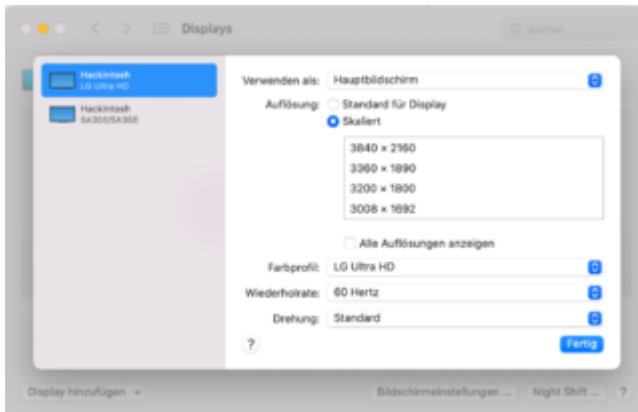 Displays
Suchen
Hackintosh
LG Ultra HD
Hackintosh
SA300/SA350
Verwenden als: Hauptbildschirm
Auflösung: Standard für Display
Skaliert
3840 × 2160
3360 × 1890
3200 × 1800
3008 × 1692
Alle Auflösungen anzeigen
Farbprofil: LG Ultra HD
Wiederholrate: 60 Hertz
Drehung: Standard
? Fertig
Display hinzufügen Bildschirmeinstellungen ... Night Shift ... ?